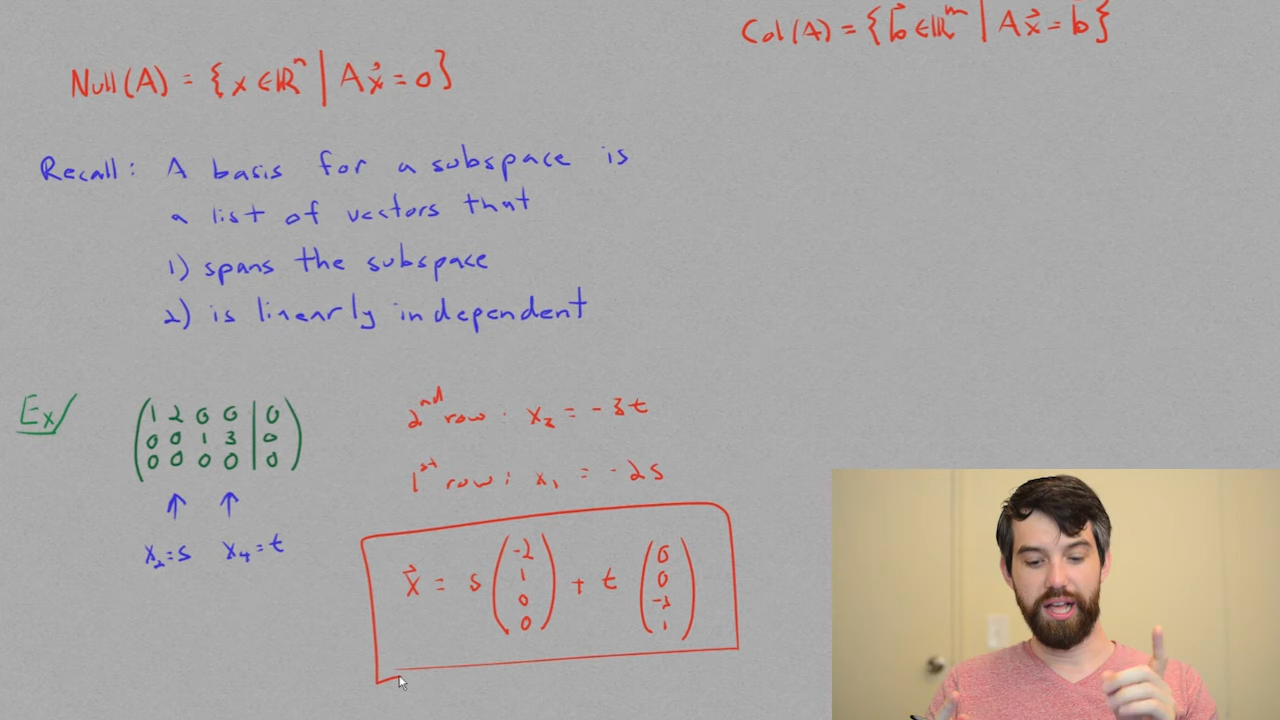 Col(A) = {b⃗ ∈ ℝᵐ | Ax⃗ = b⃗}
Null(A) = {x ∈ ℝⁿ | Ax⃗ = 0}
Recall: A basis for a subspace is
a list of vectors that
1) spans the subspace
2) is linearly independent
Ex/
1 2 0 0 | 0
0 0 1 3 | 0
0 0 0 0 | 0
↑ ↑
x₂=s x₄=t
2nd row: x₃ = -3t
1st row: x₁ = -2s
x⃗ = s (-2 1 0 0) + t (0 0 -3 1)